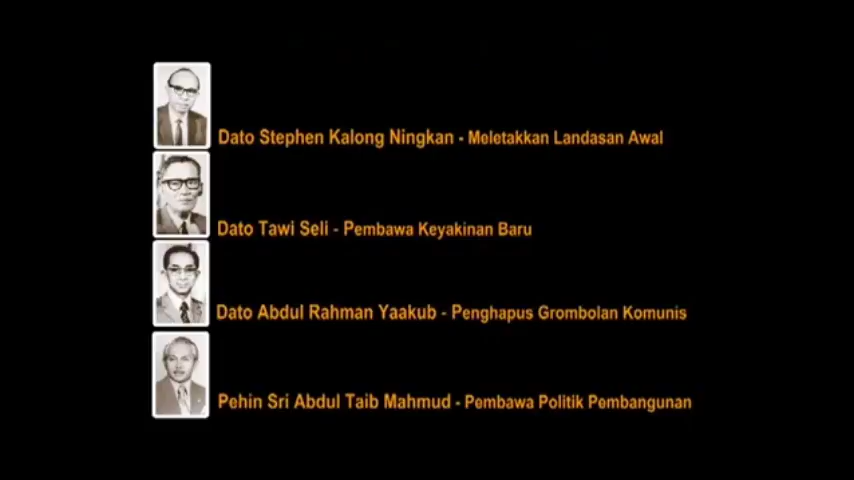 Dato Stephen Kalong Ningkan - Meletakkan Landasan Awal
Dato Tawi Seli - Pembawa Keyakinan Baru
Dato Abdul Rahman Yaakub - Penghapus Grombolan Komunis
Pehin Sri Abdul Taib Mahmud - Pembawa Politik Pembangunan